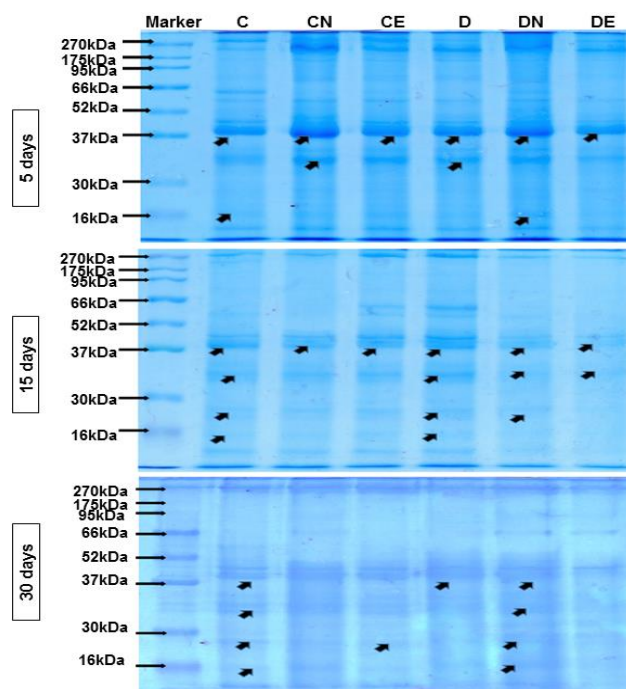 Marker C CN CE D DN DE
270kDa
175kDa
95kDa
66kDa
52kDa
37kDa
30kDa
16kDa
5 days
270kDa
175kDa
95kDa
66kDa
52kDa
37kDa
30kDa
16kDa
15 days
270kDa
175kDa
95kDa
66kDa
52kDa
37kDa
30kDa
16kDa
30 days